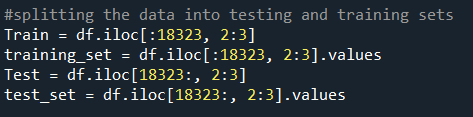 #splitting the data into testing and training sets
Train = df.iloc[:18323, 2:3]
training_set = df.iloc[:18323, 2:3].values
Test = df.iloc[18323:, 2:3]
test_set = df.iloc[18323:, 2:3].values